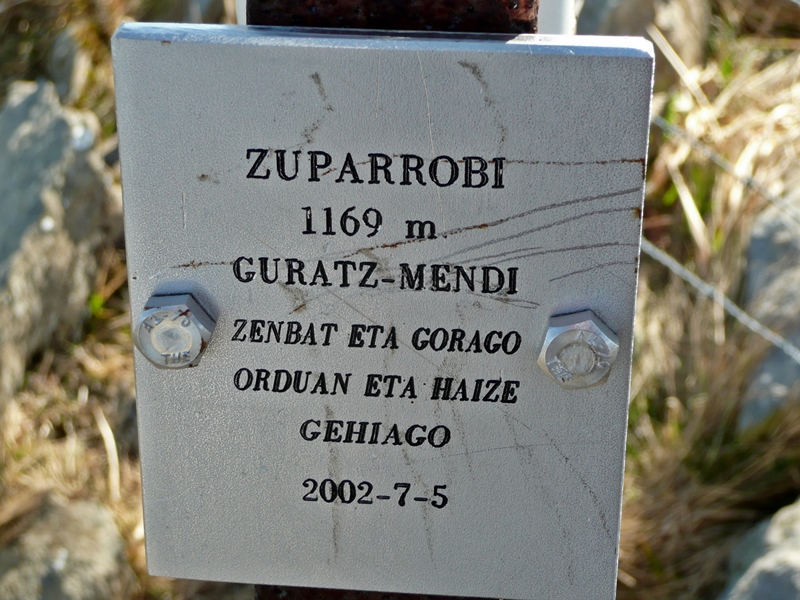 ZUPARROBI
1169 m.
GURATZ-MENDI
ZENBAT ETA GORAGO
ORDUAN ETA HAIZE
GEHIAGO
2002-7-5